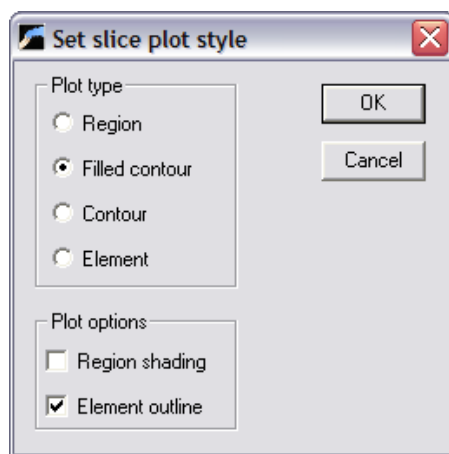 Set slice plot style
Plot type
Region
Filled contour
Contour
Element
OK
Cancel
Plot options
Region shading
Element outline